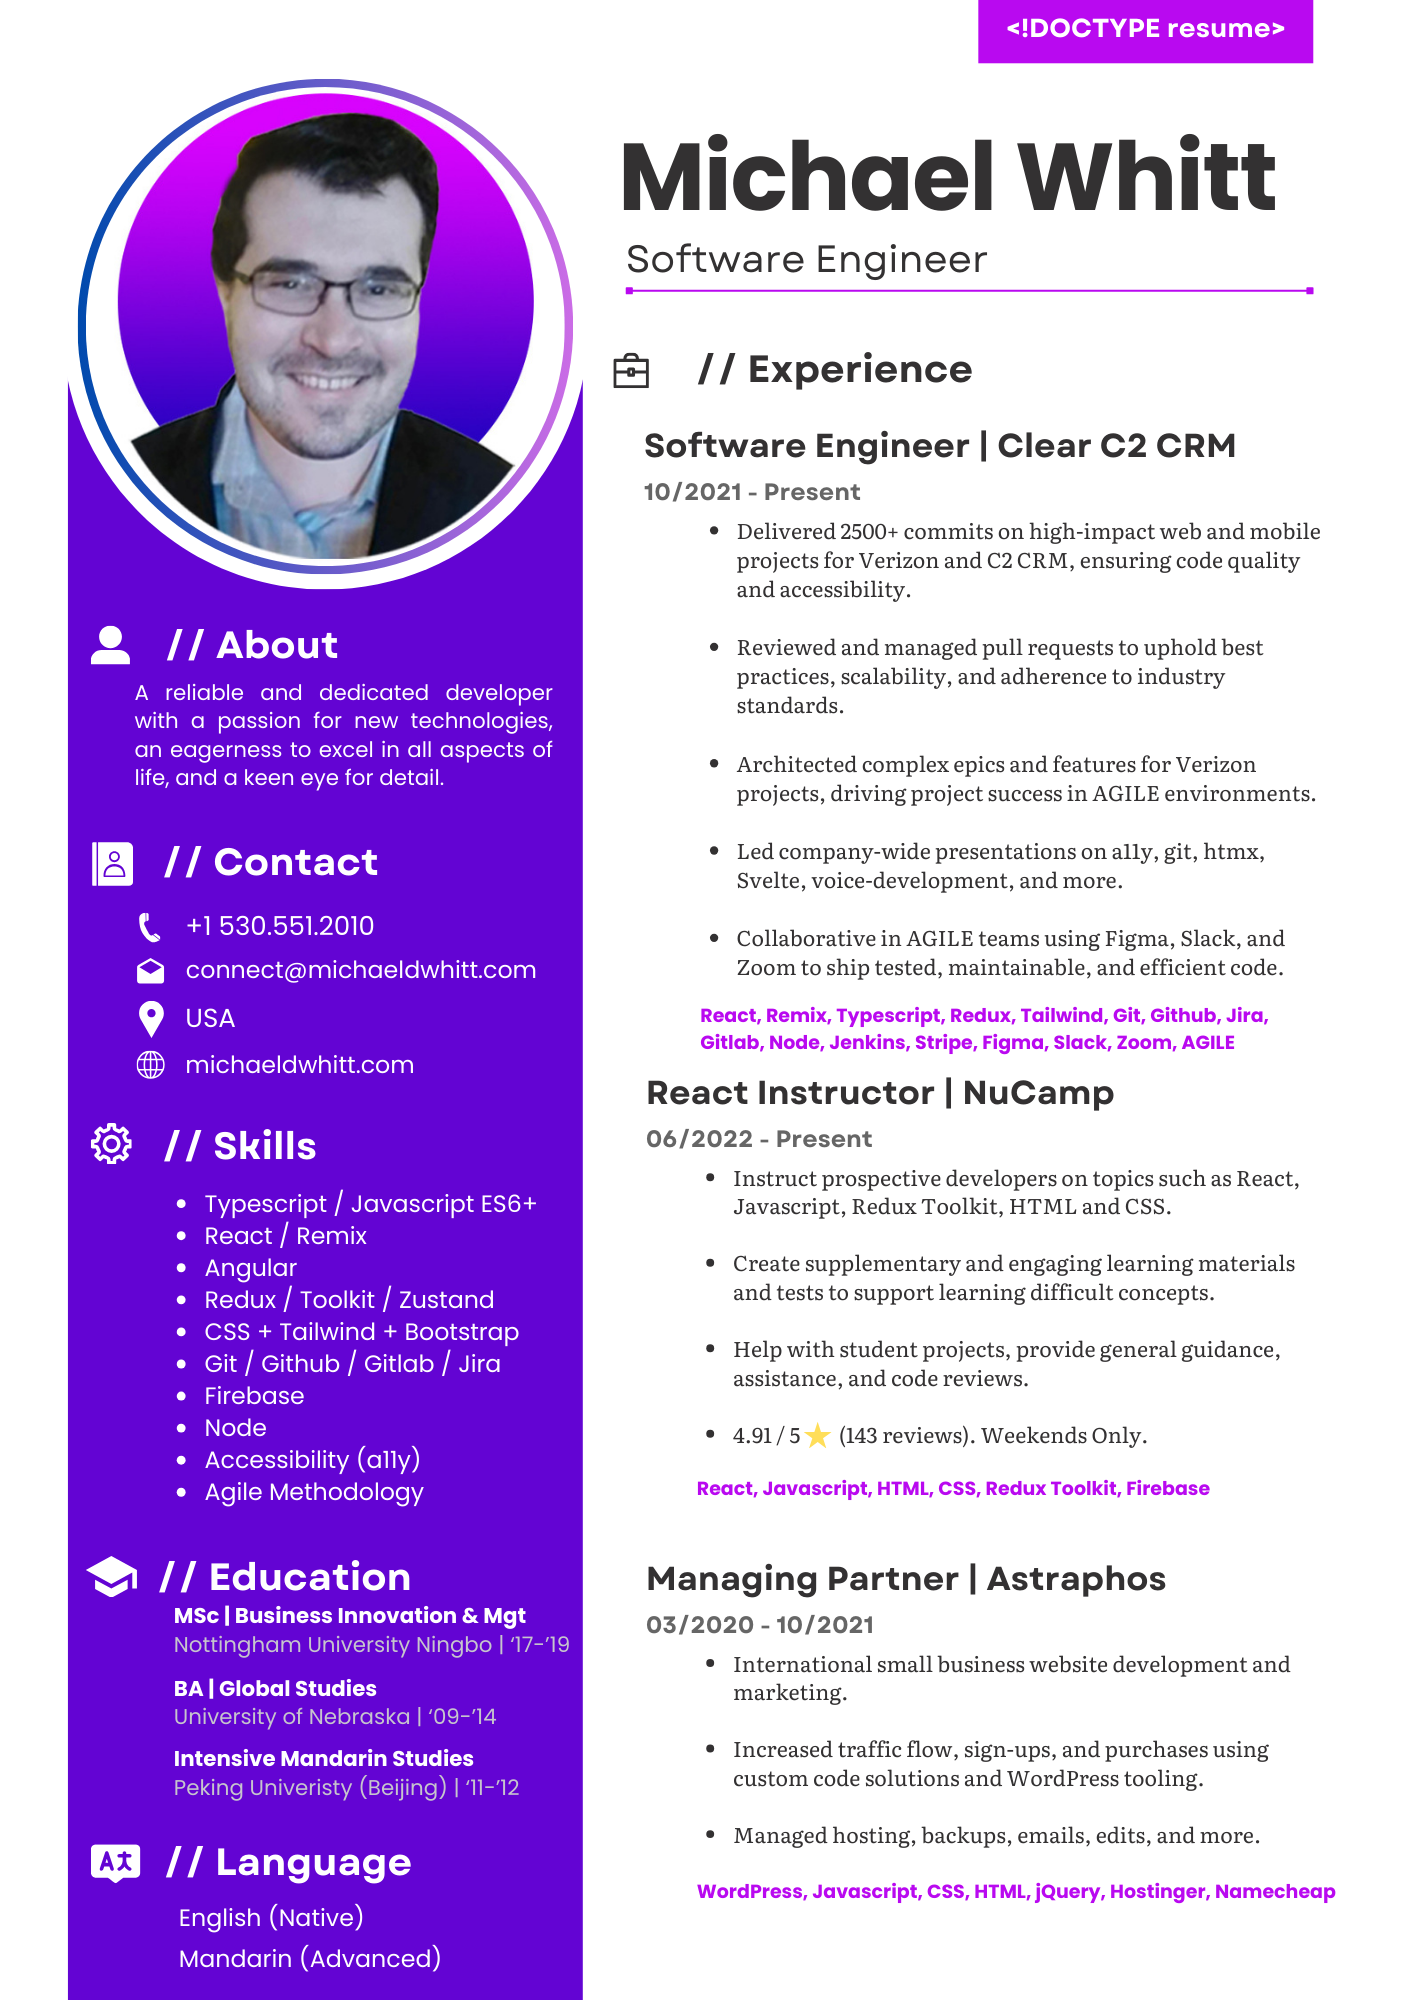 <!DOCTYPE resume>
Michael Whitt
Software Engineer
// About
A reliable and dedicated developer
with a passion for new technologies,
an eagerness to excel in all aspects of
life, and a keen eye for detail.
// Contact
+1 530.551.2010
connect@michaeldwhitt.com
USA
michaeldwhitt.com
// Skills
• Typescript / Javascript ES6+
• React / Remix
• Angular
• Redux / Toolkit / Zustand
• CSS + Tailwind + Bootstrap
• Git / Github / Gitlab / Jira
• Firebase
• Node
• Accessibility (a11y)
• Agile Methodology
// Education
MSc | Business Innovation & Mgt
Nottingham University Ningbo | ‘17-’19
BA | Global Studies
University of Nebraska | ‘09-’14
Intensive Mandarin Studies
Peking Univeristy (Beijing) | ‘11-’12
// Language
English (Native)
Mandarin (Advanced)
// Experience
Software Engineer | Clear C2 CRM
10/2021 - Present
• Delivered 2500+ commits on high-impact web and mobile
projects for Verizon and C2 CRM, ensuring code quality
and accessibility.
• Reviewed and managed pull requests to uphold best
practices, scalability, and adherence to industry
standards.
• Architected complex epics and features for Verizon
projects, driving project success in AGILE environments.
• Led company-wide presentations on a11y, git, htmx,
Svelte, voice-development, and more.
• Collaborative in AGILE teams using Figma, Slack, and
Zoom to ship tested, maintainable, and efficient code.
React, Remix, Typescript, Redux, Tailwind, Git, Github, Jira,
Gitlab, Node, Jenkins, Stripe, Figma, Slack, Zoom, AGILE
React Instructor | NuCamp
06/2022 - Present
• Instruct prospective developers on topics such as React,
Javascript, Redux Toolkit, HTML and CSS.
• Create supplementary and engaging learning materials
and tests to support learning difficult concepts.
• Help with student projects, provide general guidance,
assistance, and code reviews.
• 4.91 / 5⭐ (143 reviews). Weekends Only.
React, Javascript, HTML, CSS, Redux Toolkit, Firebase
Managing Partner | Astraphos
03/2020 - 10/2021
• International small business website development and
marketing.
• Increased traffic flow, sign-ups, and purchases using
custom code solutions and WordPress tooling.
• Managed hosting, backups, emails, edits, and more.
WordPress, Javascript, CSS, HTML, jQuery, Hostinger, Namecheap